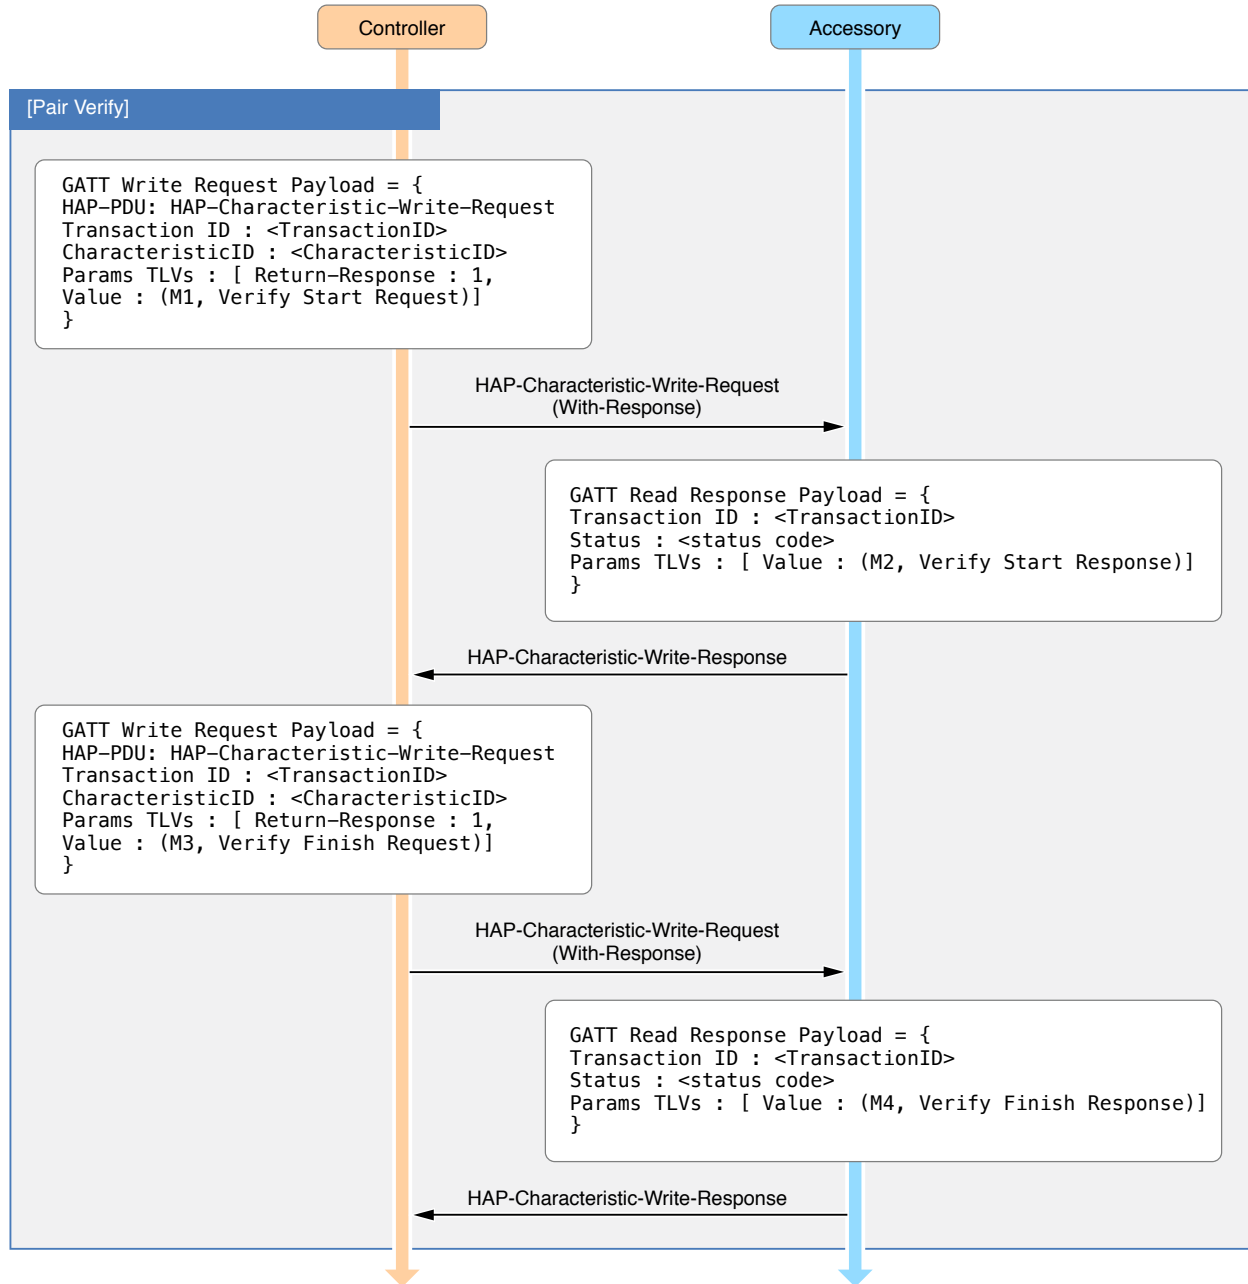 Controller
Accessory
[Pair Verify]
GATT Write Request Payload = {
HAP-PDU: HAP-Characteristic-Write-Request
Transaction ID : <TransactionID>
CharacteristicID : <CharacteristicID>
Params TLVs : [ Return-Response : 1,
Value : (M1, Verify Start Request)]
}
HAP-Characteristic-Write-Request
(With-Response)
GATT Read Response Payload = {
Transaction ID : <TransactionID>
Status : <status code>
Params TLVs : [ Value : (M2, Verify Start Response)]
}
HAP-Characteristic-Write-Response
GATT Write Request Payload = {
HAP-PDU: HAP-Characteristic-Write-Request
Transaction ID : <TransactionID>
CharacteristicID : <CharacteristicID>
Params TLVs : [ Return-Response : 1,
Value : (M3, Verify Finish Request)]
}
HAP-Characteristic-Write-Request
(With-Response)
GATT Read Response Payload = {
Transaction ID : <TransactionID>
Status : <status code>
Params TLVs : [ Value : (M4, Verify Finish Response)]
}
HAP-Characteristic-Write-Response